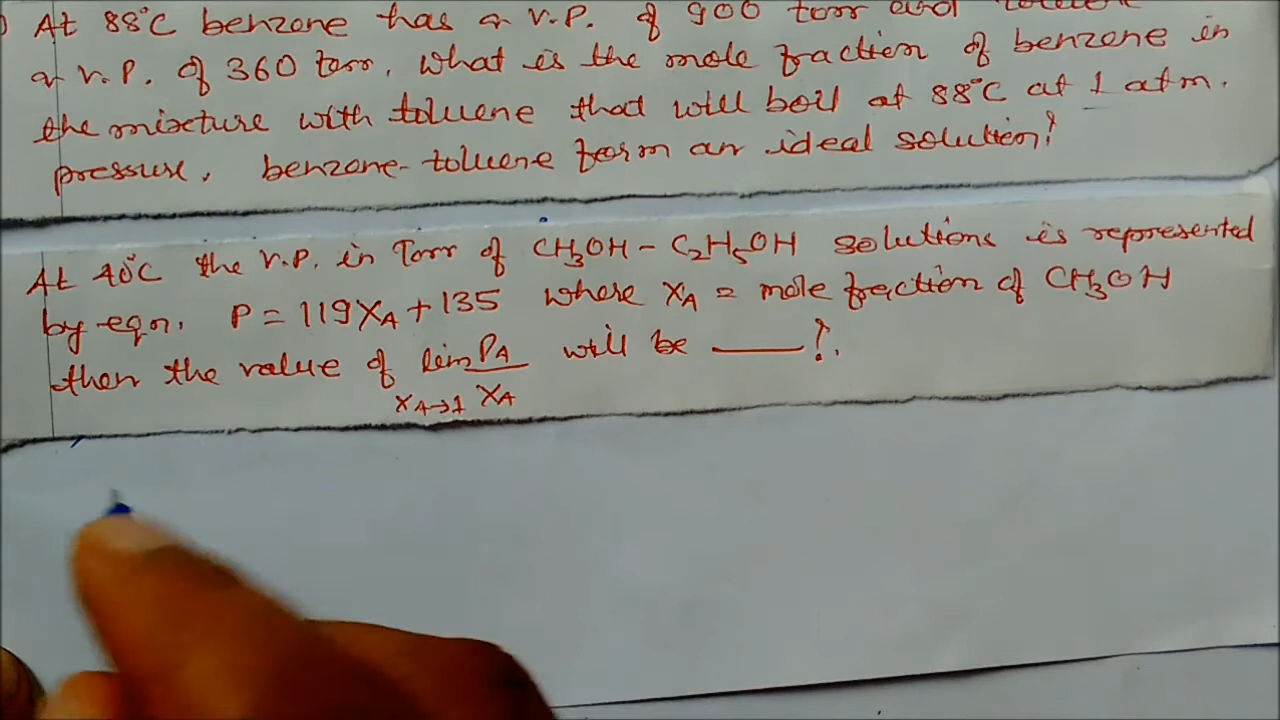 ) At 88°C benzene has a V.P. of 900 torr and
a V.P. of 360 torr. What is the mole fraction of benzene in
the mixture with toluene that will boil at 88°C at 1 atm.
pressure. benzene-toluene form an ideal solution?
At 40°C the V.P. in Torr of CH3OH - C2H5OH solutions is represented
by eqn. P = 119XA + 135 where XA = mole fraction of CH3OH
then the value of lim PA/XA will be ___ ?.
XA→1